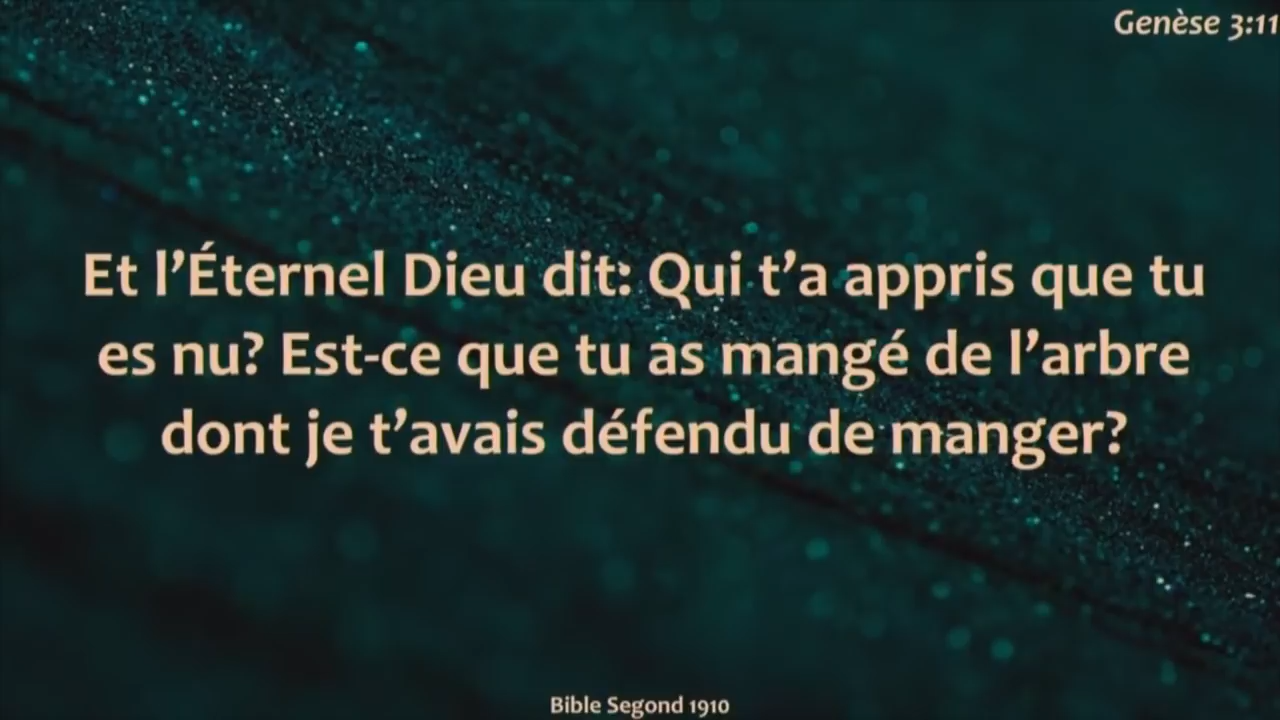 Genèse 3:11
Et l’Éternel Dieu dit: Qui t’a appris que tu
es nu? Est-ce que tu as mangé de l’arbre
dont je t’avais défendu de manger?
Bible Segond 1910